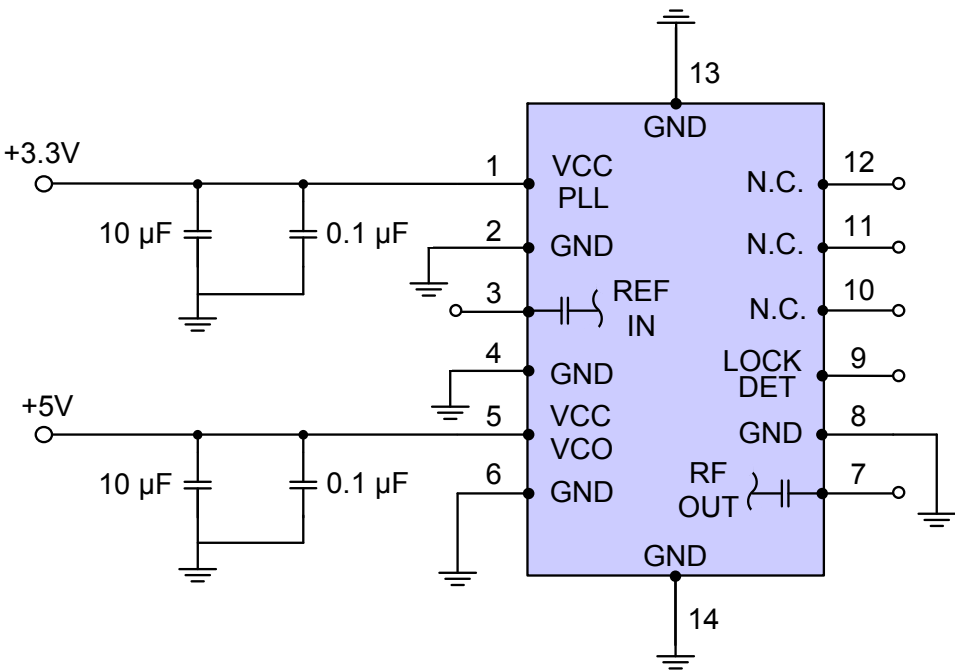 13
GND
+3.3V
1
VCC
PLL
12
N.C.
10 µF
0.1 µF
2
GND
11
N.C.
3
REF
IN
10
N.C.
4
GND
9
LOCK
DET
+5V
5
VCC
VCO
8
GND
10 µF
0.1 µF
6
GND
7
RF
OUT
GND
14